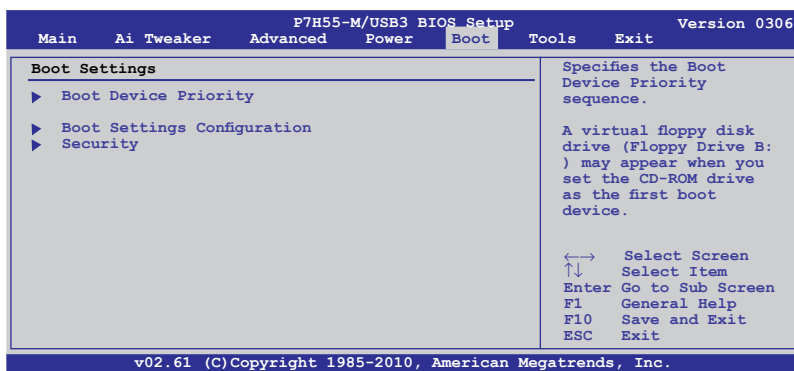 P7H55-M/USB3 BIOS Setup Version 0306
Main Ai Tweaker Advanced Power Boot Tools Exit
Boot Settings
Boot Device Priority
Boot Settings Configuration
Security
Specifies the Boot
Device Priority
sequence.
A virtual floppy disk
drive (Floppy Drive B:
) may appear when you
set the CD-ROM drive
as the first boot
device.
←→ Select Screen
↑↓ Select Item
Enter Go to Sub Screen
F1 General Help
F10 Save and Exit
ESC Exit
v02.61 (C)Copyright 1985-2010, American Megatrends, Inc.